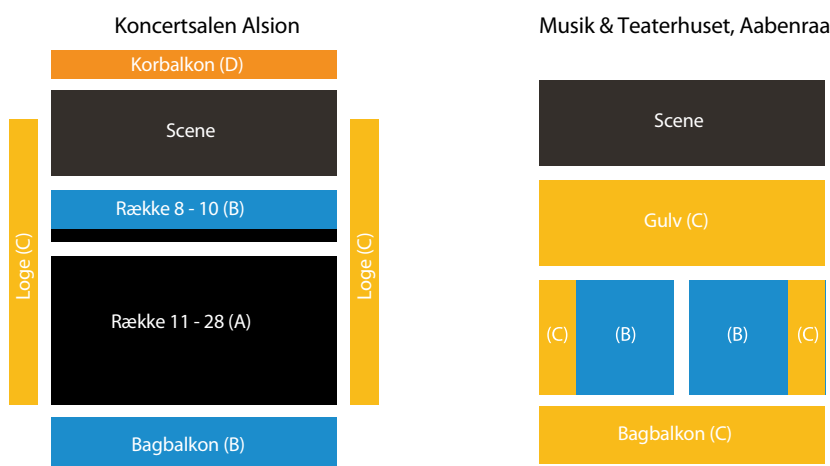 Koncertsalen Alsion
Korbalkon (D)
Scene
Række 8 - 10 (B)
Loge (C)
Loge (C)
Række 11 - 28 (A)
Bagbalkon (B)
Musik & Teaterhuset, Aabenraa
Scene
Gulv (C)
(C) (B) (B) (C)
Bagbalkon (C)